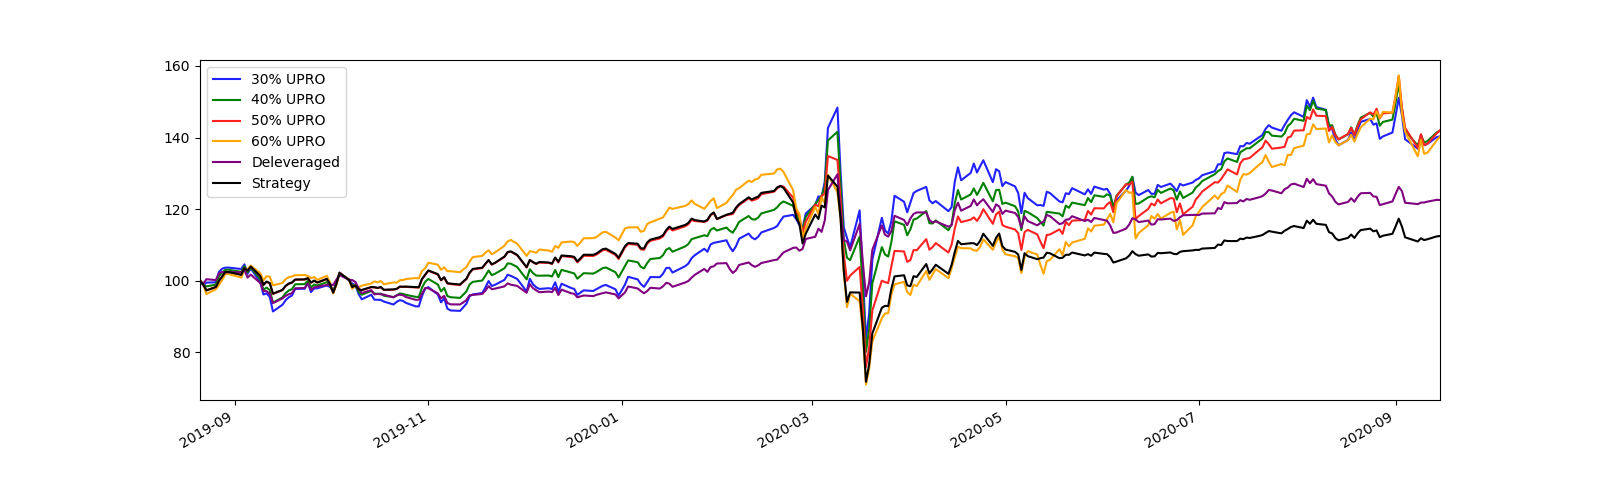 160
140
120
100
80
30% UPRO
40% UPRO
50% UPRO
60% UPRO
Deleveraged
Strategy
2019-09
2019-11
2020-01
2020-03
2020-05
2020-07
2020-09